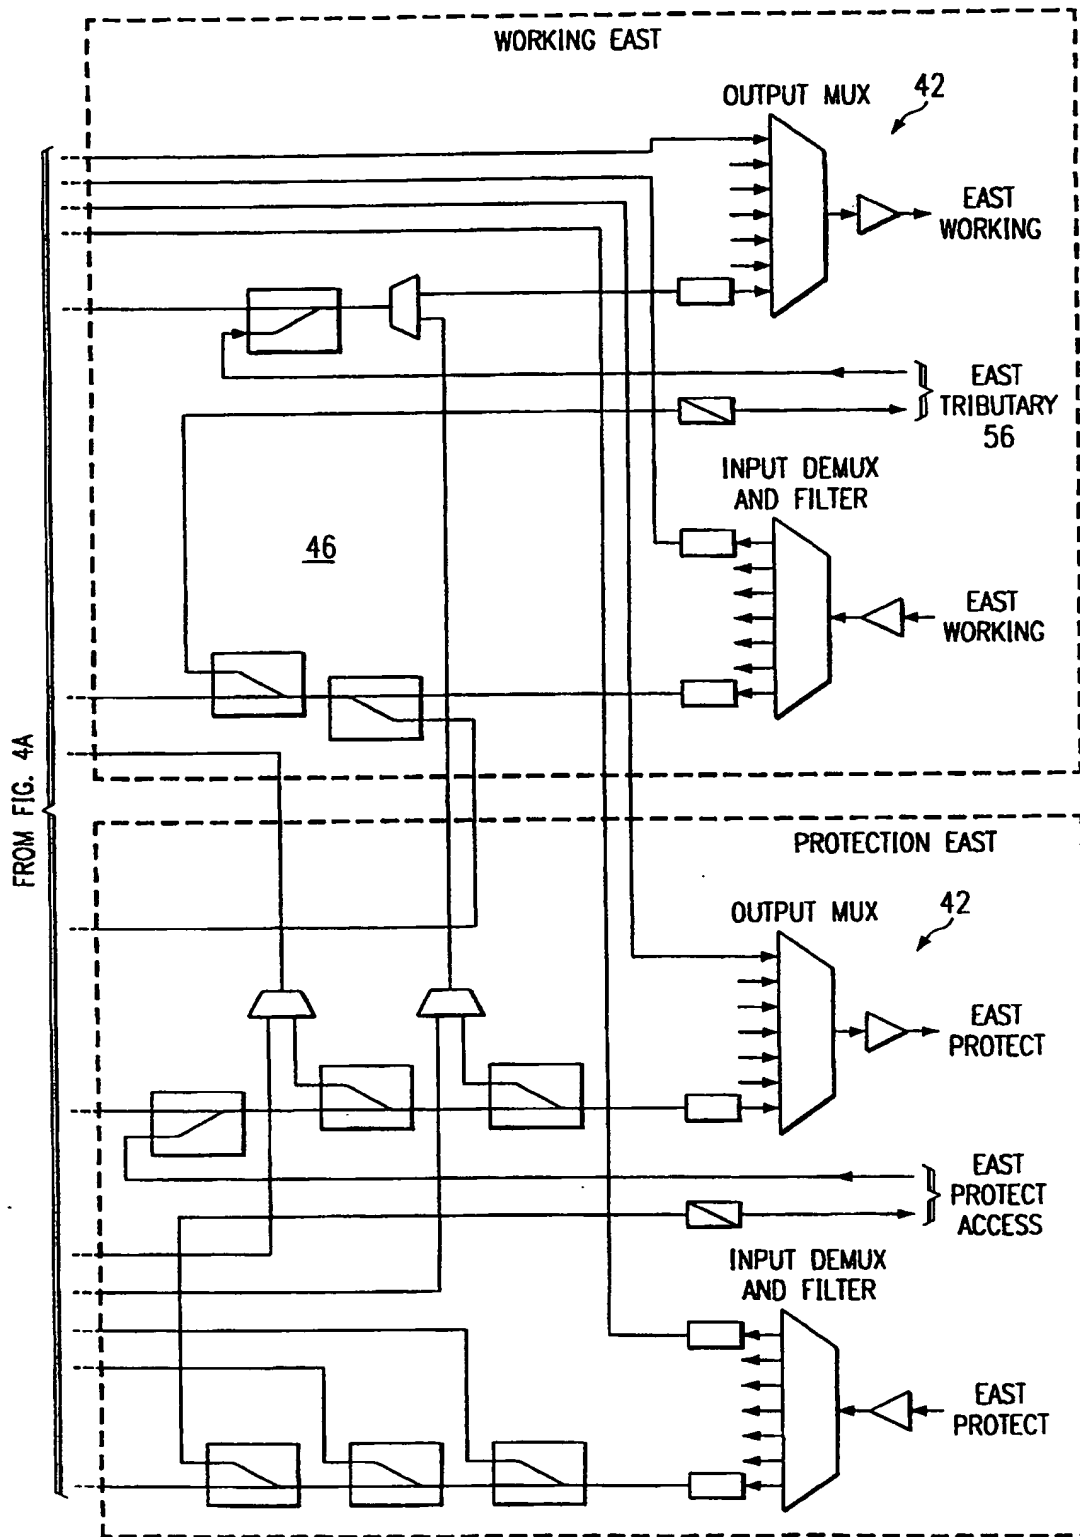 WORKING EAST
OUTPUT MUX
42
EAST
WORKING
EAST
TRIBUTARY
56
INPUT DEMUX
AND FILTER
46
EAST
WORKING
FROM FIG. 4A
PROTECTION EAST
OUTPUT MUX
42
EAST
PROTECT
EAST
PROTECT
ACCESS
INPUT DEMUX
AND FILTER
EAST
PROTECT